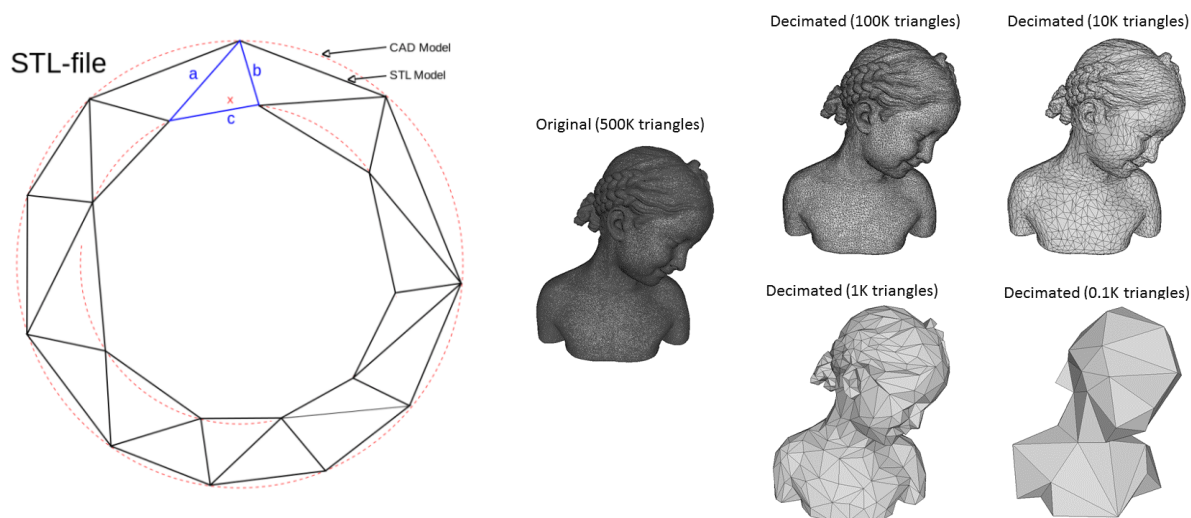 STL-file
CAD Model
STL Model
a
b
x
c
Original (500K triangles)
Decimated (100K triangles)
Decimated (10K triangles)
Decimated (1K triangles)
Decimated (0.1K triangles)